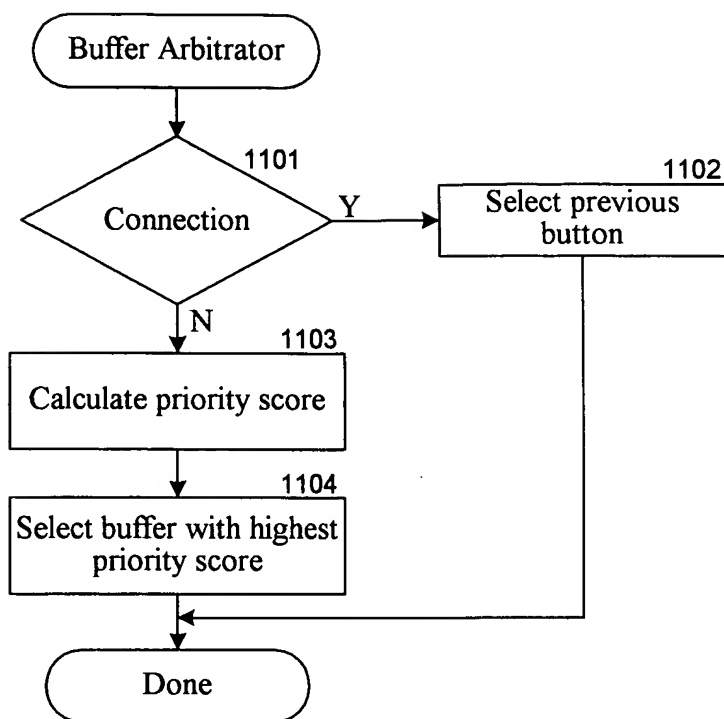 Buffer Arbitrator
1101
Connection
Y
1102
Select previous
button
N
1103
Calculate priority score
1104
Select buffer with highest
priority score
Done